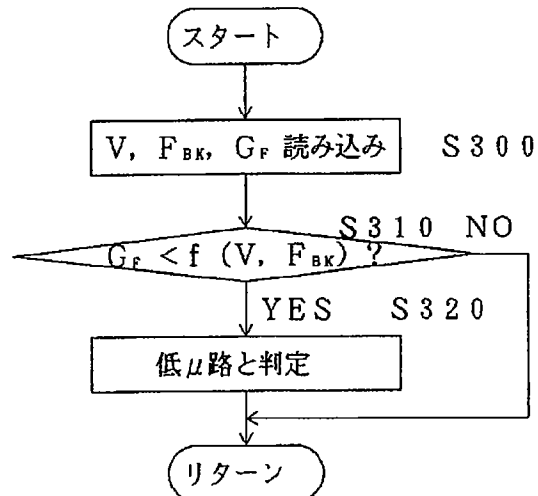 スタート
V, F_BK, G_F 読み込み S300
S310 NO
G_F < f (V, F_BK) ?
YES S320
低μ路と判定
リターン